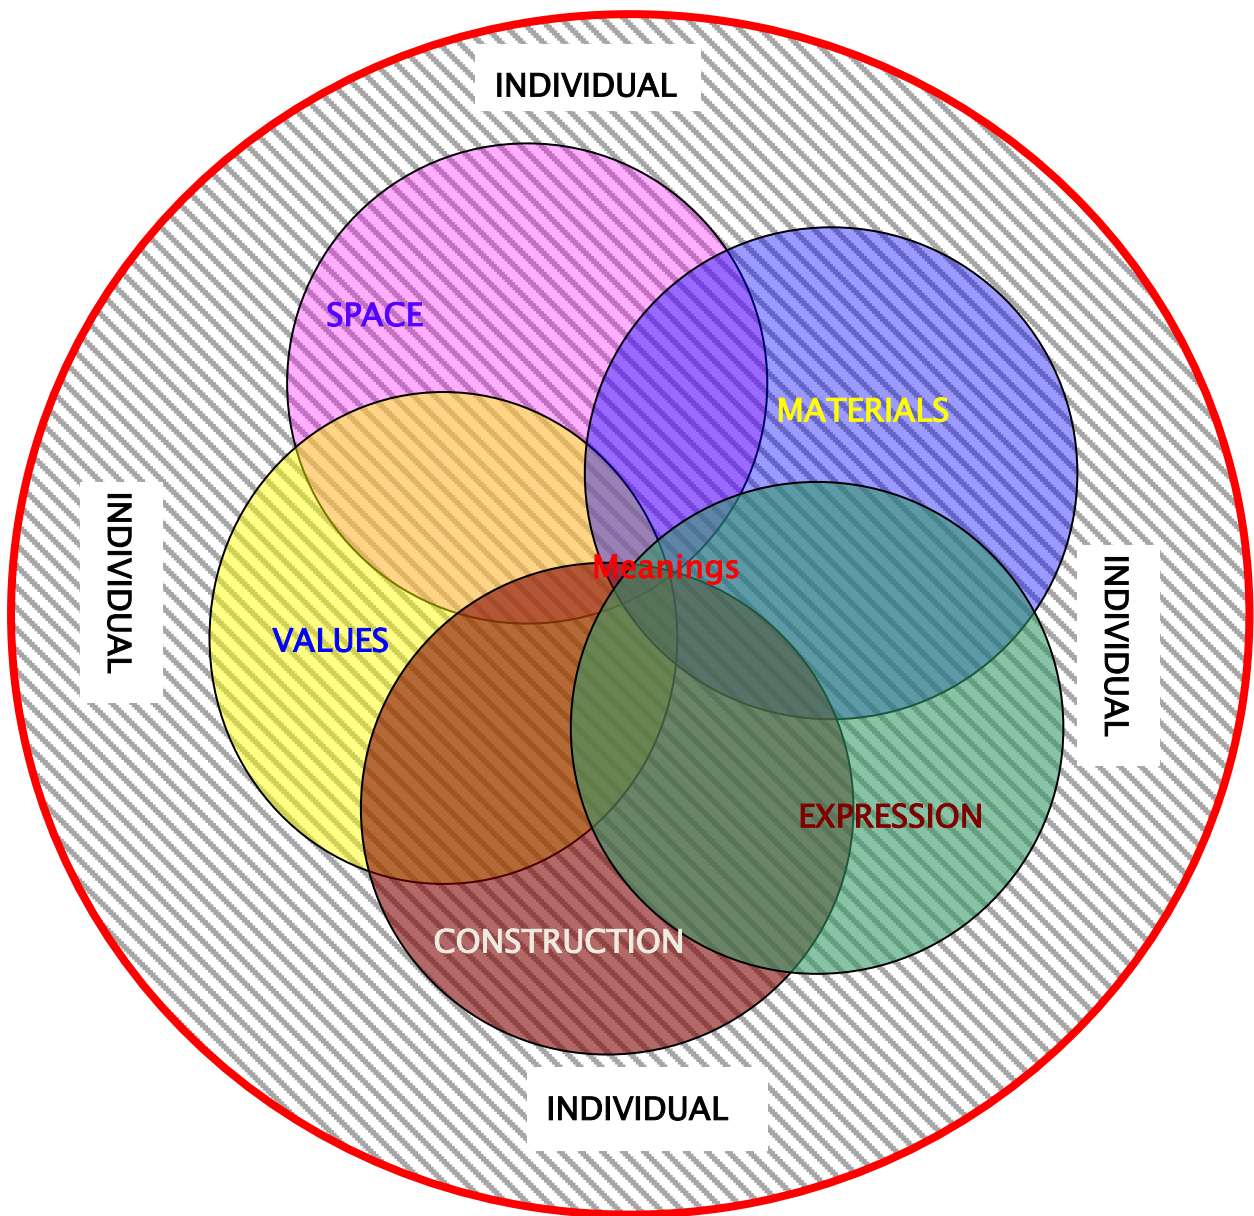 INDIVIDUAL
SPACE
MATERIALS
INDIVIDUAL
Meanings
INDIVIDUAL
VALUES
EXPRESSION
CONSTRUCTION
INDIVIDUAL